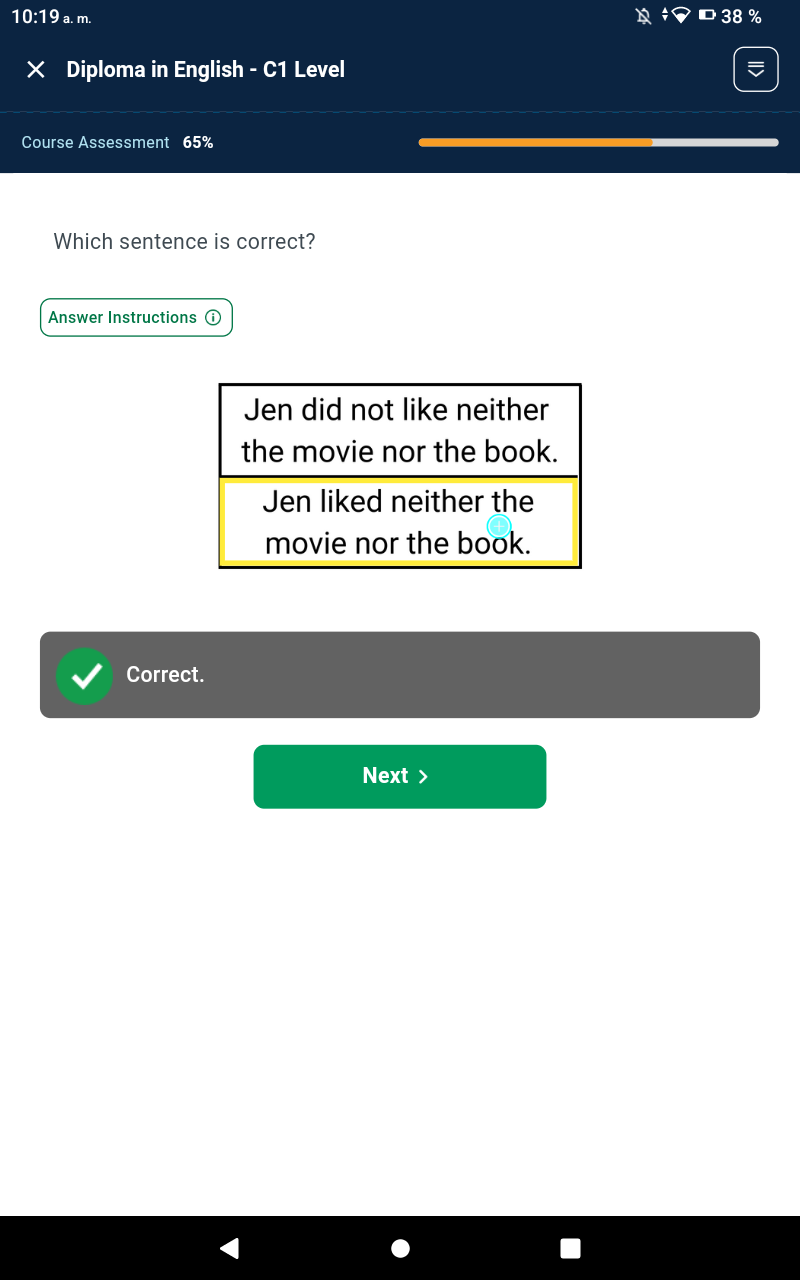 10:19 a. m.
38 %
Diploma in English - C1 Level
Course Assessment 65%
Which sentence is correct?
Answer Instructions
Jen did not like neither
the movie nor the book.
Jen liked neither the
movie nor the book.
Correct.
Next